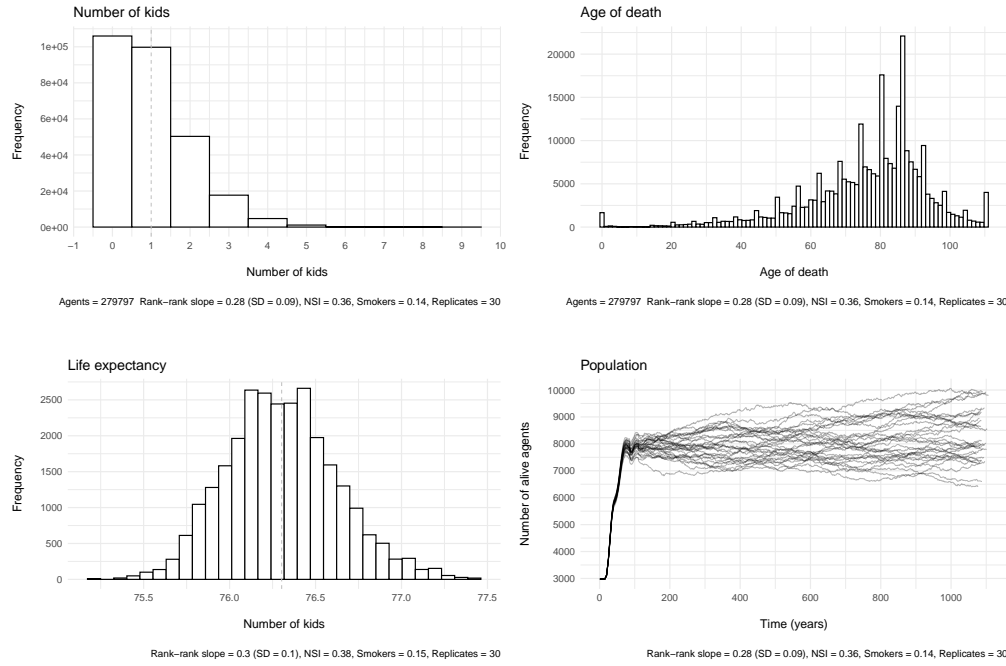 Number of kids
1e+05
8e+04
6e+04
4e+04
2e+04
0e+00
Frequency
−1 0 1 2 3 4 5 6 7 8 9 10
Number of kids
Agents = 279797 Rank−rank slope = 0.28 (SD = 0.09), NSI = 0.36, Smokers = 0.14, Replicates = 30
Age of death
20000
15000
10000
5000
0
Frequency
0 20 40 60 80 100
Age of death
Agents = 279797 Rank−rank slope = 0.28 (SD = 0.09), NSI = 0.36, Smokers = 0.14, Replicates = 30
Life expectancy
2500
2000
1500
1000
500
0
Frequency
75.5 76.0 76.5 77.0 77.5
Number of kids
Rank−rank slope = 0.3 (SD = 0.1), NSI = 0.38, Smokers = 0.15, Replicates = 30
Population
10000
9000
8000
7000
6000
5000
4000
3000
Number of alive agents
0 200 400 600 800 1000
Time (years)
Rank−rank slope = 0.28 (SD = 0.09), NSI = 0.36, Smokers = 0.14, Replicates = 30